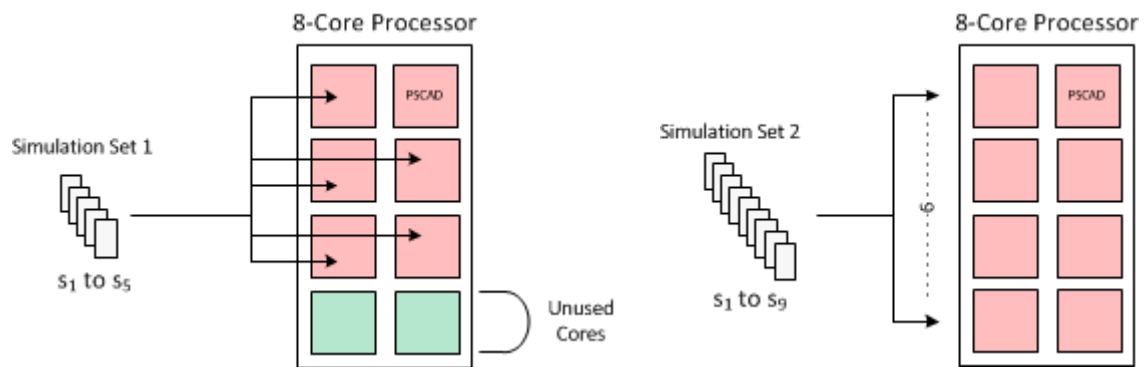 8-Core Processor
PSCAD
Simulation Set 1
s₁ to s₅
Unused
Cores
8-Core Processor
PSCAD
Simulation Set 2
9
s₁ to s₉